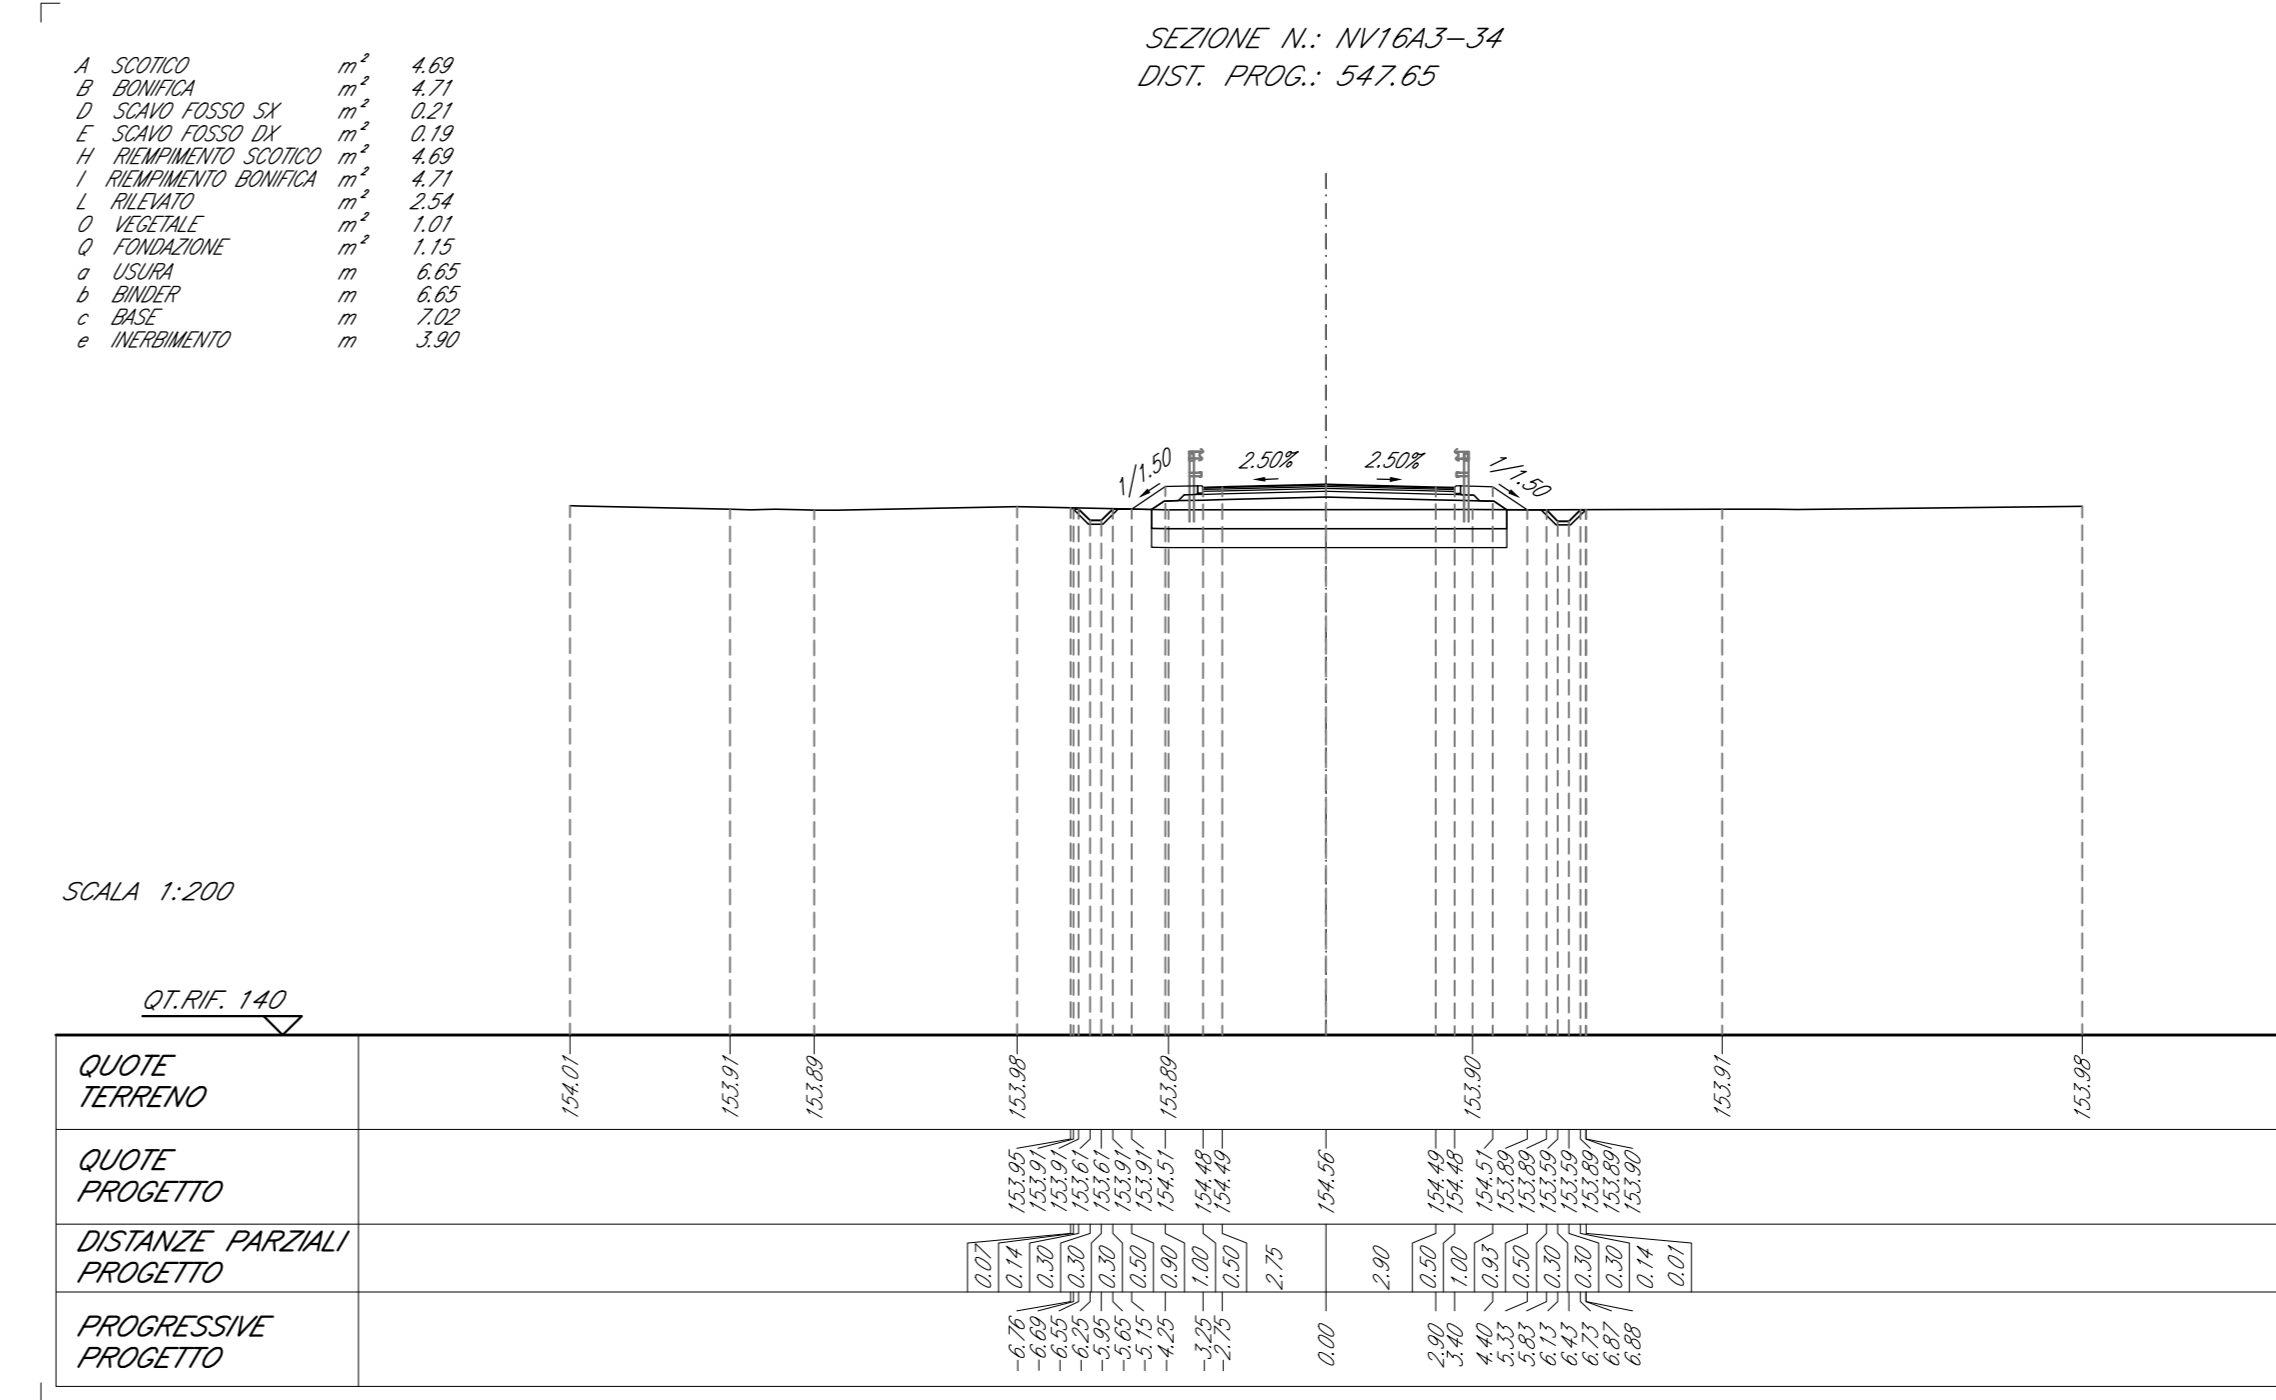 SEZIONE N.: NV16A3-34
DIST. PROG.: 547.65
A SCOTICO m² 4.69
B BONIFICA m² 4.71
D SCAVO FOSSO SX m² 0.21
E SCAVO FOSSO DX m² 0.19
H RIEMPIMENTO SCOTICO m² 4.69
I RIEMPIMENTO BONIFICA m² 4.71
L RILEVATO m² 2.54
O VEGETALE m² 1.01
Q FONDAZIONE m² 1.15
a USURA m 6.65
b BINDER m 6.65
c BASE m 7.02
e INERBIMENTO m 3.90
1/1.50 2.50% 2.50% 1/1.50
SCALA 1:200
QT.RIF. 140
QUOTE
TERRENO
154.01 153.91 153.89 153.98 153.89 153.90 153.91 153.98
QUOTE
PROGETTO
153.95 153.91 153.91 153.61 153.61 153.91 153.91 154.51 154.48 154.49 154.56 154.49 154.48 154.51 153.89 153.89 153.59 153.59 153.89 153.89 153.90
DISTANZE PARZIALI
PROGETTO
0.07 0.14 0.30 0.30 0.30 0.50 0.90 1.00 0.50 2.75 2.90 0.50 1.00 0.93 0.50 0.30 0.30 0.30 0.14 0.01
PROGRESSIVE
PROGETTO
-6.76 -6.69 -6.55 -6.25 -5.95 -5.65 -5.15 -4.25 -3.25 -2.75 0.00 2.90 3.40 4.40 5.33 5.83 6.13 6.43 6.73 6.87 6.88